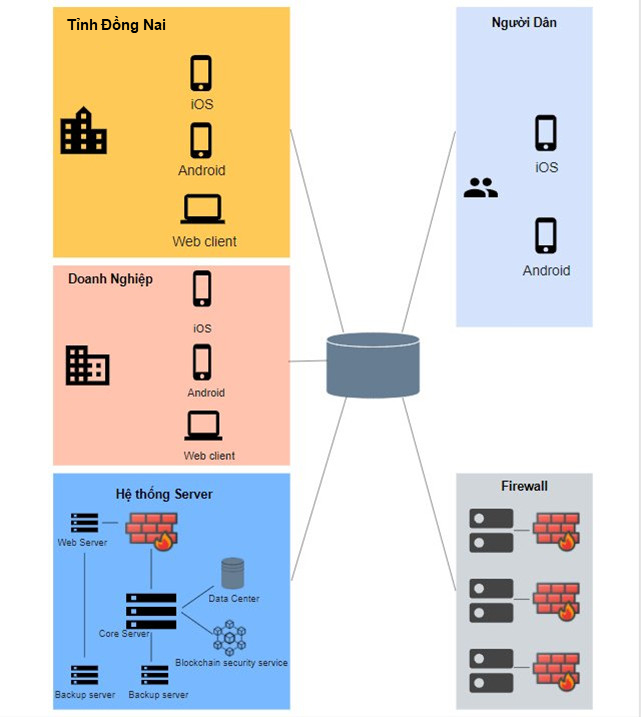 Tỉnh Đồng Nai
iOS
Android
Web client
Người Dân
iOS
Android
Doanh Nghiệp
iOS
Android
Web client
Hệ thống Server
Web Server
Data Center
Core Server
Blockchain security service
Backup server
Backup server
Firewall